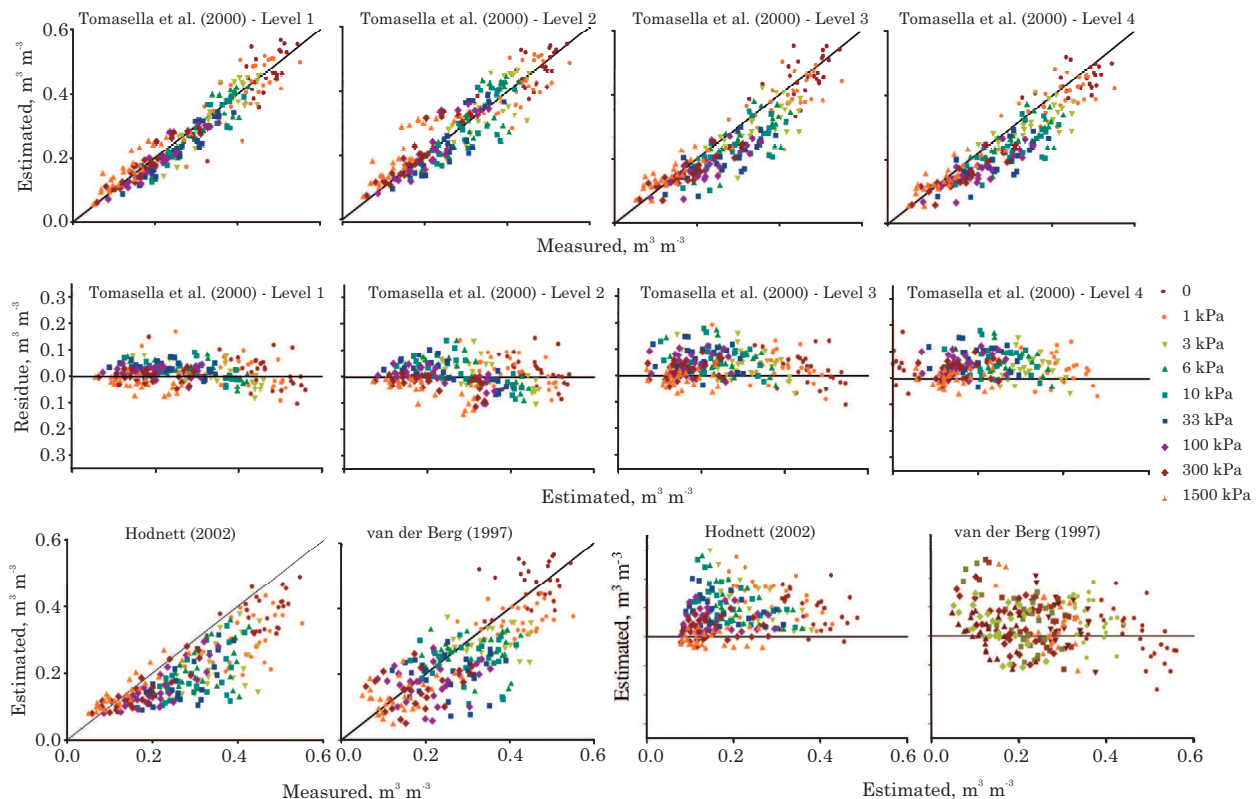 Tomasella et al. (2000) - Level 1
Tomasella et al. (2000) - Level 2
Tomasella et al. (2000) - Level 3
Tomasella et al. (2000) - Level 4
Estimated, m³ m⁻³
0.6
0.4
0.2
0.0
Measured, m³ m⁻³
Tomasella et al. (2000) - Level 1
Tomasella et al. (2000) - Level 2
Tomasella et al. (2000) - Level 3
Tomasella et al. (2000) - Level 4
Residue, m³ m⁻³
0.3
0.2
0.1
0.0
0.1
0.2
0.3
0
1 kPa
3 kPa
6 kPa
10 kPa
33 kPa
100 kPa
300 kPa
1500 kPa
Estimated, m³ m⁻³
Hodnett (2002)
van der Berg (1997)
Hodnett (2002)
van der Berg (1997)
Estimated, m³ m⁻³
0.6
0.4
0.2
0.0
Estimated, m³ m⁻³
0.0 0.2 0.4 0.6
0.0 0.2 0.4 0.6
0.0 0.2 0.4 0.6
0.0 0.2 0.4 0.6
Measured, m³ m⁻³
Estimated, m³ m⁻³